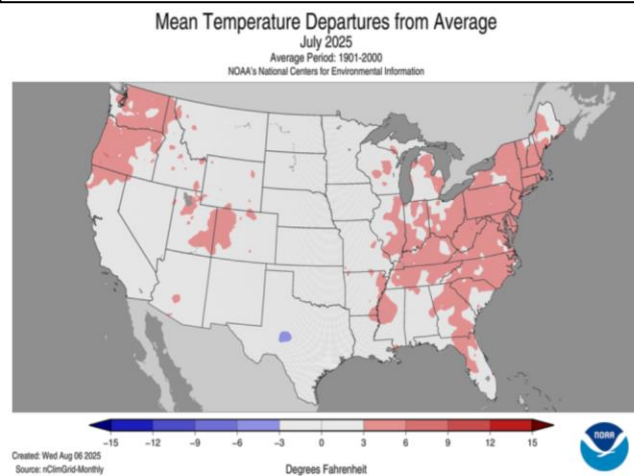 Mean Temperature Departures from Average
July 2025
Average Period: 1901-2000
NOAA's National Centers for Environmental Information
-15 -12 -9 -6 -3 0 3 6 9 12 15
Created: Wed Aug 06 2025
Source: nClimGrid-Monthly
Degrees Fahrenheit
NOAA